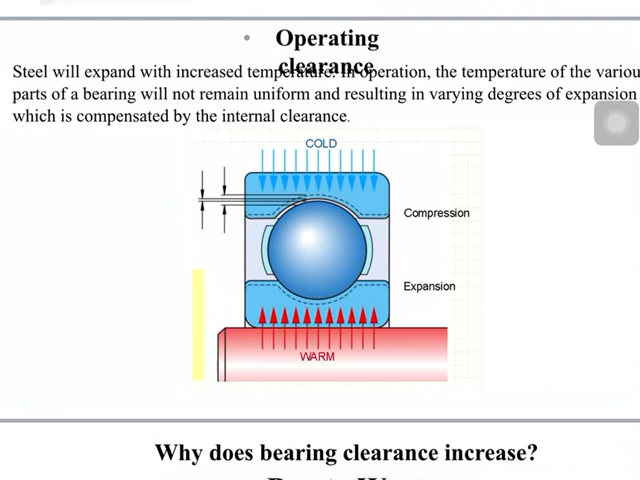 Operating
clearance
Steel will expand with increased temperature. In operation, the temperature of the variou
parts of a bearing will not remain uniform and resulting in varying degrees of expansion
which is compensated by the internal clearance.
COLD
Compression
Expansion
WARM
Why does bearing clearance increase?